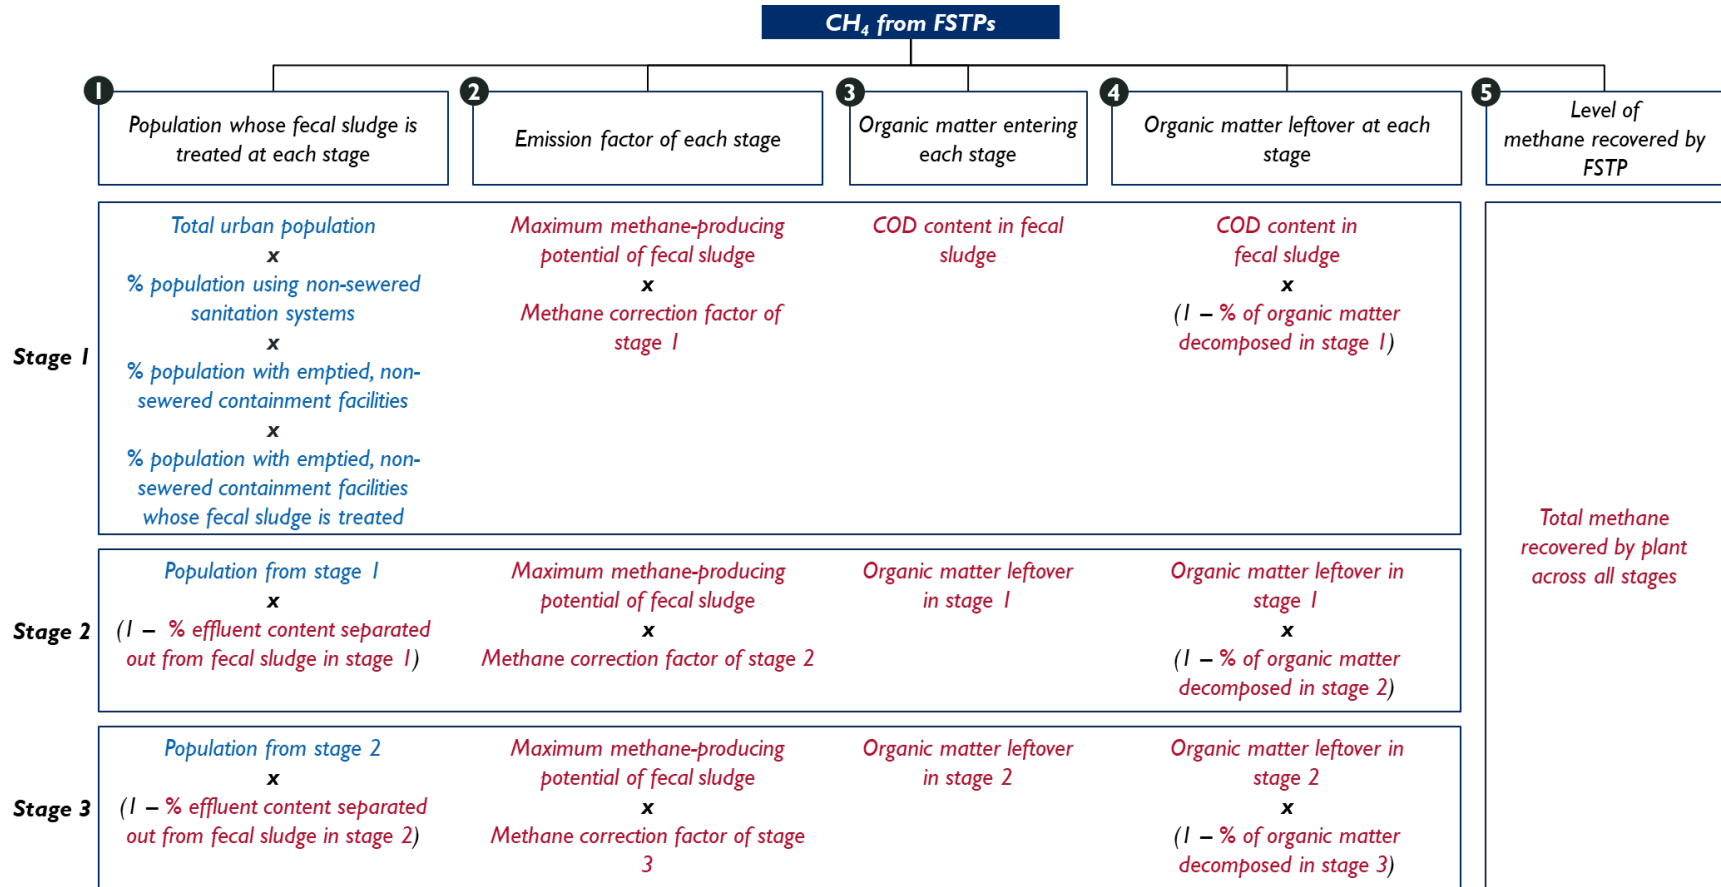 CH4 from FSTPs
1
Population whose fecal sludge is
treated at each stage
2
Emission factor of each stage
3
Organic matter entering
each stage
4
Organic matter leftover at each
stage
5
Level of
methane recovered by
FSTP
Stage 1
Total urban population
x
% population using non-sewered
sanitation systems
x
% population with emptied, non-
sewered containment facilities
x
% population with emptied, non-
sewered containment facilities
whose fecal sludge is treated
Maximum methane-producing
potential of fecal sludge
x
Methane correction factor of
stage 1
COD content in fecal
sludge
COD content in
fecal sludge
x
(1 – % of organic matter
decomposed in stage 1)
Total methane
recovered by plant
across all stages
Stage 2
Population from stage 1
x
(1 – % effluent content separated
out from fecal sludge in stage 1)
Maximum methane-producing
potential of fecal sludge
x
Methane correction factor of stage 2
Organic matter leftover
in stage 1
Organic matter leftover in
stage 1
x
(1 – % of organic matter
decomposed in stage 2)
Stage 3
Population from stage 2
x
(1 – % effluent content separated
out from fecal sludge in stage 2)
Maximum methane-producing
potential of fecal sludge
x
Methane correction factor of stage
3
Organic matter leftover
in stage 2
Organic matter leftover in
stage 2
x
(1 – % of organic matter
decomposed in stage 3)